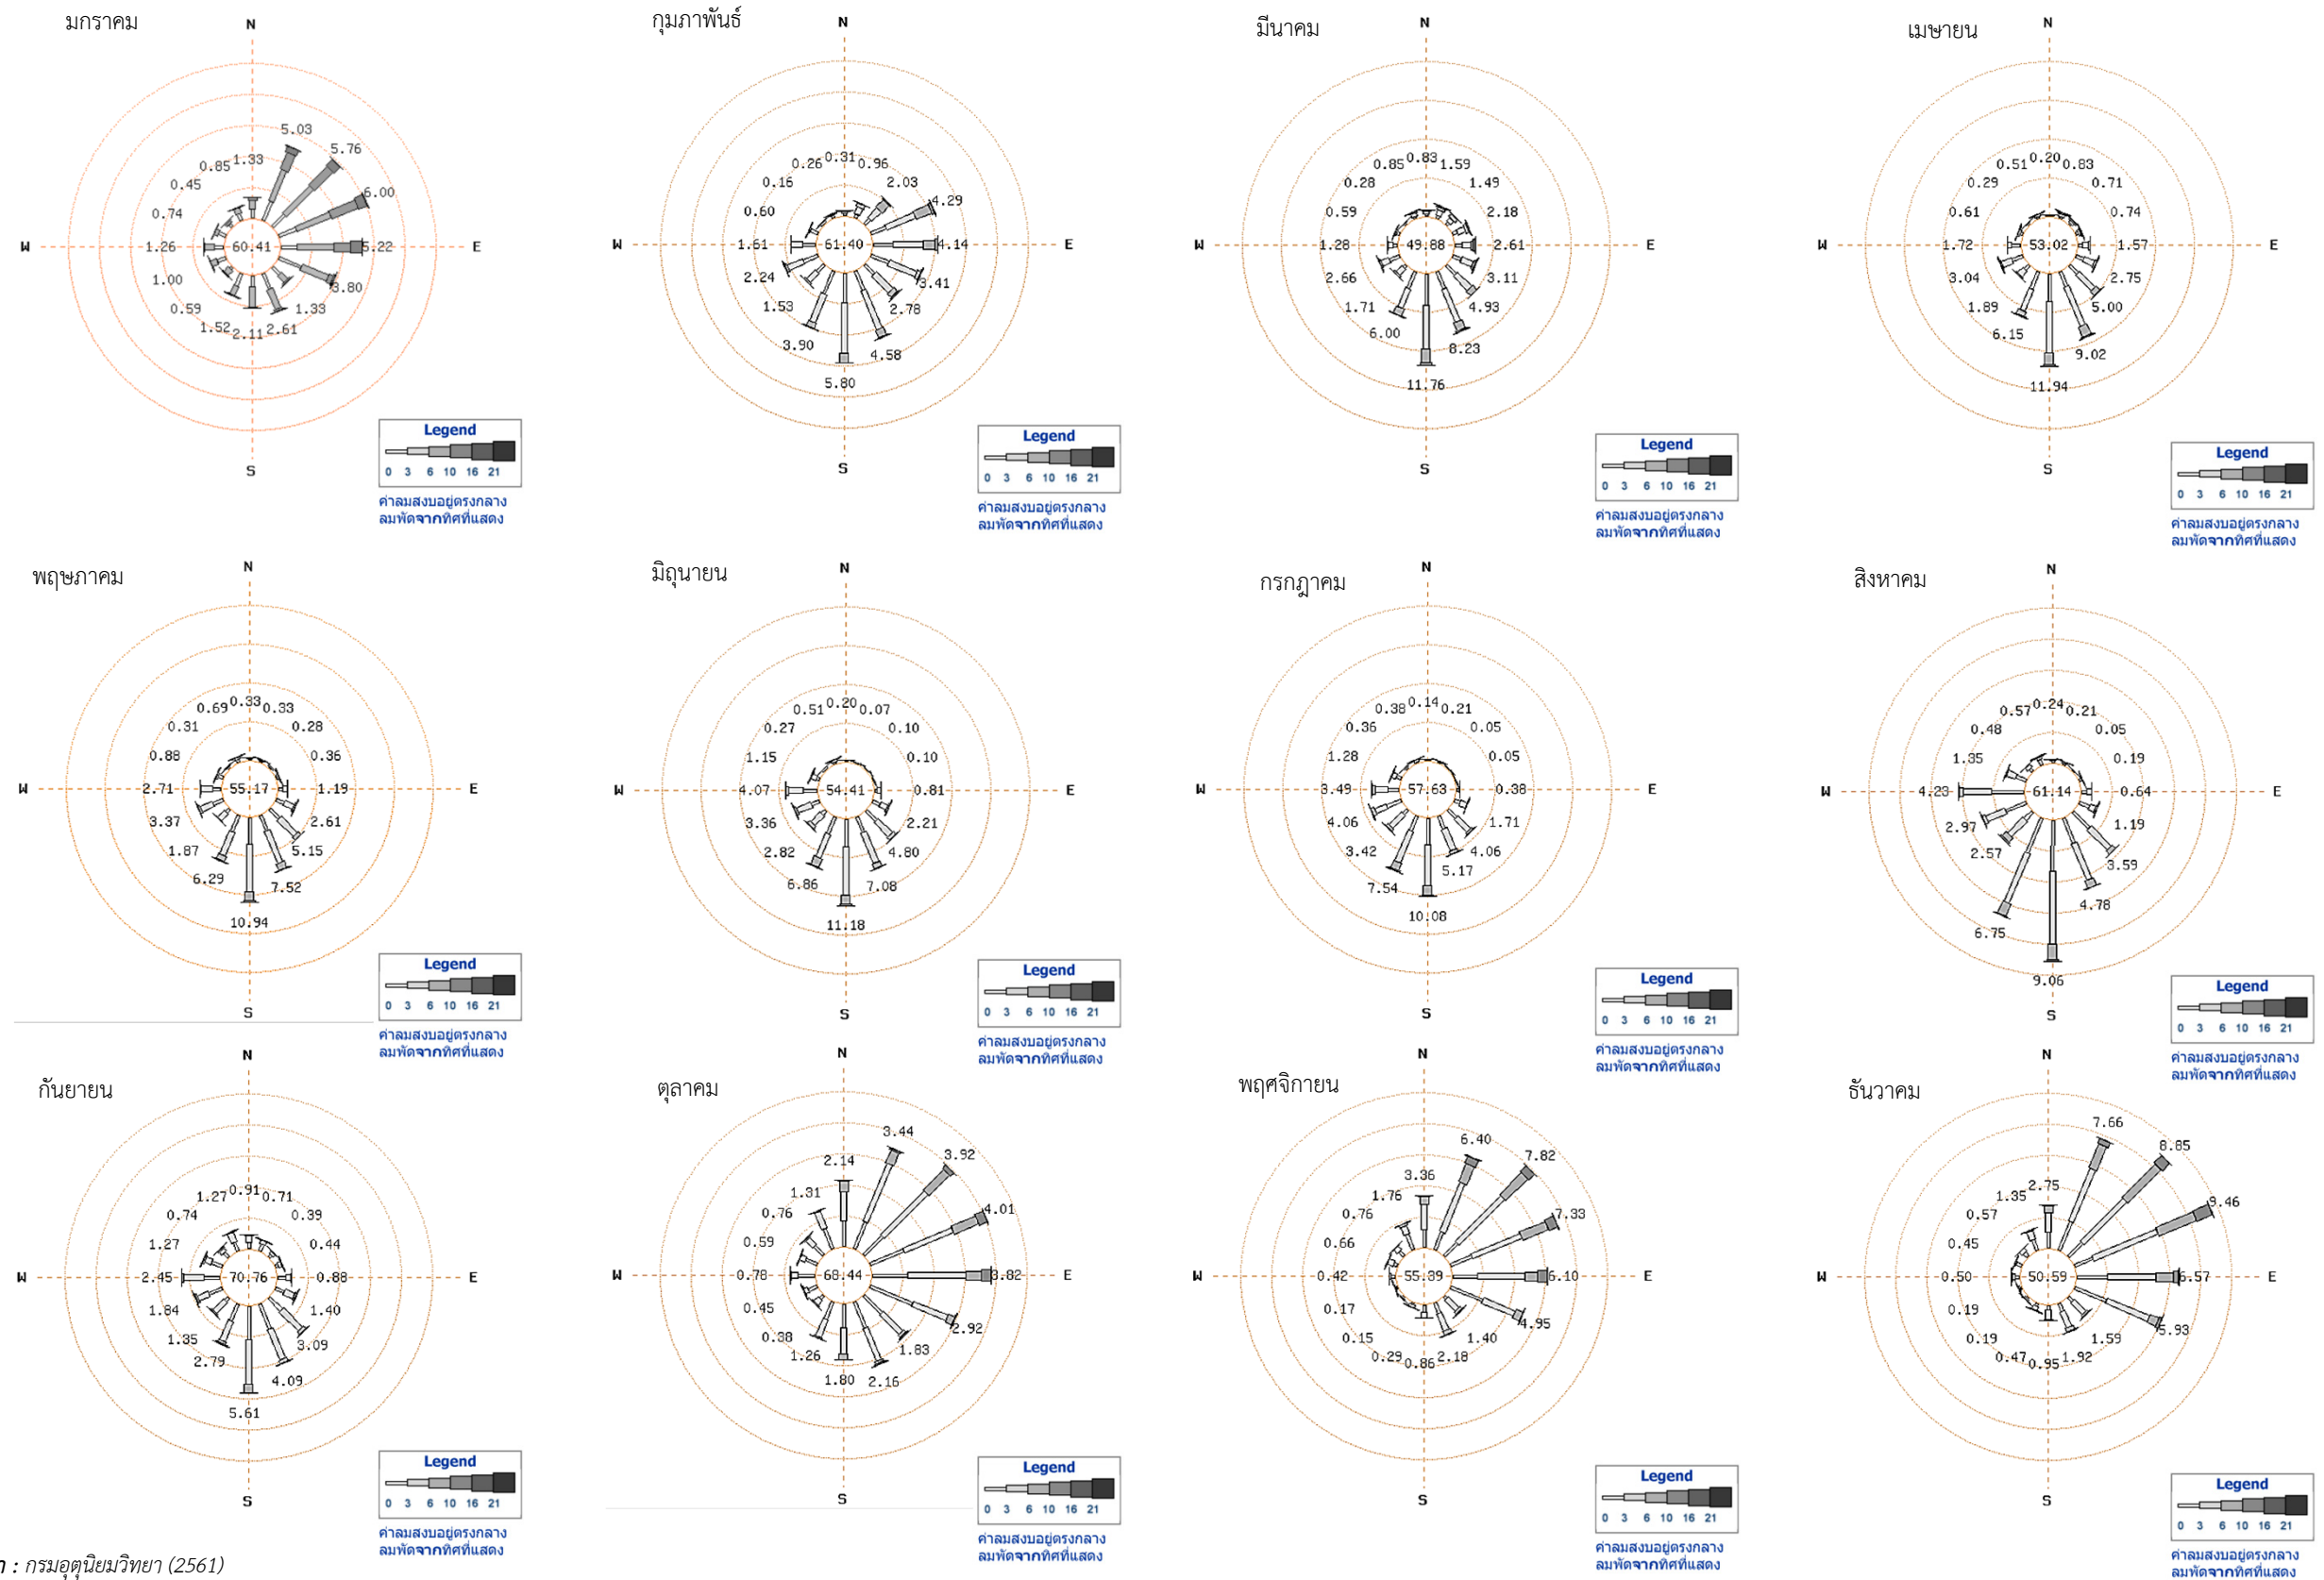 มกราคม
N
5.03
5.76
0.85 1.33
0.45
6.00
0.74
W 1.26 60.41 5.22 E
1.00
3.80
0.59
1.33
1.52 2.11 2.61
S
Legend
0 3 6 10 16 21
ค่าลมสงบอยู่ตรงกลาง
ลมพัดจากทิศที่แสดง
กุมภาพันธ์
N
0.26 0.31 0.96
0.16 2.03
0.60 4.29
W 1.61 61.40 4.14 E
2.24 3.41
1.53 2.78
3.90 4.58
5.80
S
Legend
0 3 6 10 16 21
ค่าลมสงบอยู่ตรงกลาง
ลมพัดจากทิศที่แสดง
มีนาคม
N
0.85 0.83 1.59
0.28 1.49
0.59 2.18
W 1.28 49.88 2.61 E
2.66 3.11
1.71 4.93
6.00 8.23
11.76
S
Legend
0 3 6 10 16 21
ค่าลมสงบอยู่ตรงกลาง
ลมพัดจากทิศที่แสดง
เมษายน
N
0.51 0.20 0.83
0.29 0.71
0.61 0.74
W 1.72 53.02 1.57 E
3.04 2.75
1.89 5.00
6.15 9.02
11.94
S
Legend
0 3 6 10 16 21
ค่าลมสงบอยู่ตรงกลาง
ลมพัดจากทิศที่แสดง
พฤษภาคม
N
0.69 0.33 0.33
0.31 0.28
0.88 0.36
W 2.71 55.17 1.19 E
3.37 2.61
1.87 5.15
6.29 7.52
10.94
S
Legend
0 3 6 10 16 21
ค่าลมสงบอยู่ตรงกลาง
ลมพัดจากทิศที่แสดง
มิถุนายน
N
0.51 0.20 0.07
0.27 0.10
1.15 0.10
W 4.07 54.41 0.81 E
3.36 2.21
2.82 4.80
6.86 7.08
11.18
S
Legend
0 3 6 10 16 21
ค่าลมสงบอยู่ตรงกลาง
ลมพัดจากทิศที่แสดง
กรกฎาคม
N
0.38 0.14 0.21
0.36 0.05
1.28 0.05
W 3.49 57.63 0.38 E
4.06 1.71
3.42 4.06
7.54 5.17
10.08
S
Legend
0 3 6 10 16 21
ค่าลมสงบอยู่ตรงกลาง
ลมพัดจากทิศที่แสดง
สิงหาคม
N
0.57 0.24 0.21
0.48 0.05
1.35 0.19
W 4.23 61.14 0.64 E
2.97 1.19
2.57 3.59
6.75 4.78
9.06
S
Legend
0 3 6 10 16 21
ค่าลมสงบอยู่ตรงกลาง
ลมพัดจากทิศที่แสดง
กันยายน
N
1.27 0.91 0.71
0.74 0.39
1.27 0.44
W 2.45 70.76 0.88 E
1.84 1.40
1.35 3.09
2.79 4.09
5.61
S
Legend
0 3 6 10 16 21
ค่าลมสงบอยู่ตรงกลาง
ลมพัดจากทิศที่แสดง
ตุลาคม
N
3.44
2.14 3.92
1.31
0.76 4.01
0.59
W 0.78 68.44 3.82 E
0.45
0.38 2.92
1.26 1.83
1.80 2.16
S
Legend
0 3 6 10 16 21
ค่าลมสงบอยู่ตรงกลาง
ลมพัดจากทิศที่แสดง
พฤศจิกายน
N
6.40
7.82
3.36
1.76
0.76 7.33
0.66
W 0.42 55.39 6.10 E
0.17
4.95
0.15 1.40
0.29 0.86 2.18
S
Legend
0 3 6 10 16 21
ค่าลมสงบอยู่ตรงกลาง
ลมพัดจากทิศที่แสดง
ธันวาคม
N
7.66
8.85
2.75
1.35
9.46
0.57
0.45
W 0.50 50.59 6.57 E
0.19
5.93
0.19 1.59
0.47 0.95 1.92
S
Legend
0 3 6 10 16 21
ค่าลมสงบอยู่ตรงกลาง
ลมพัดจากทิศที่แสดง
: กรมอุตุนิยมวิทยา (2561)